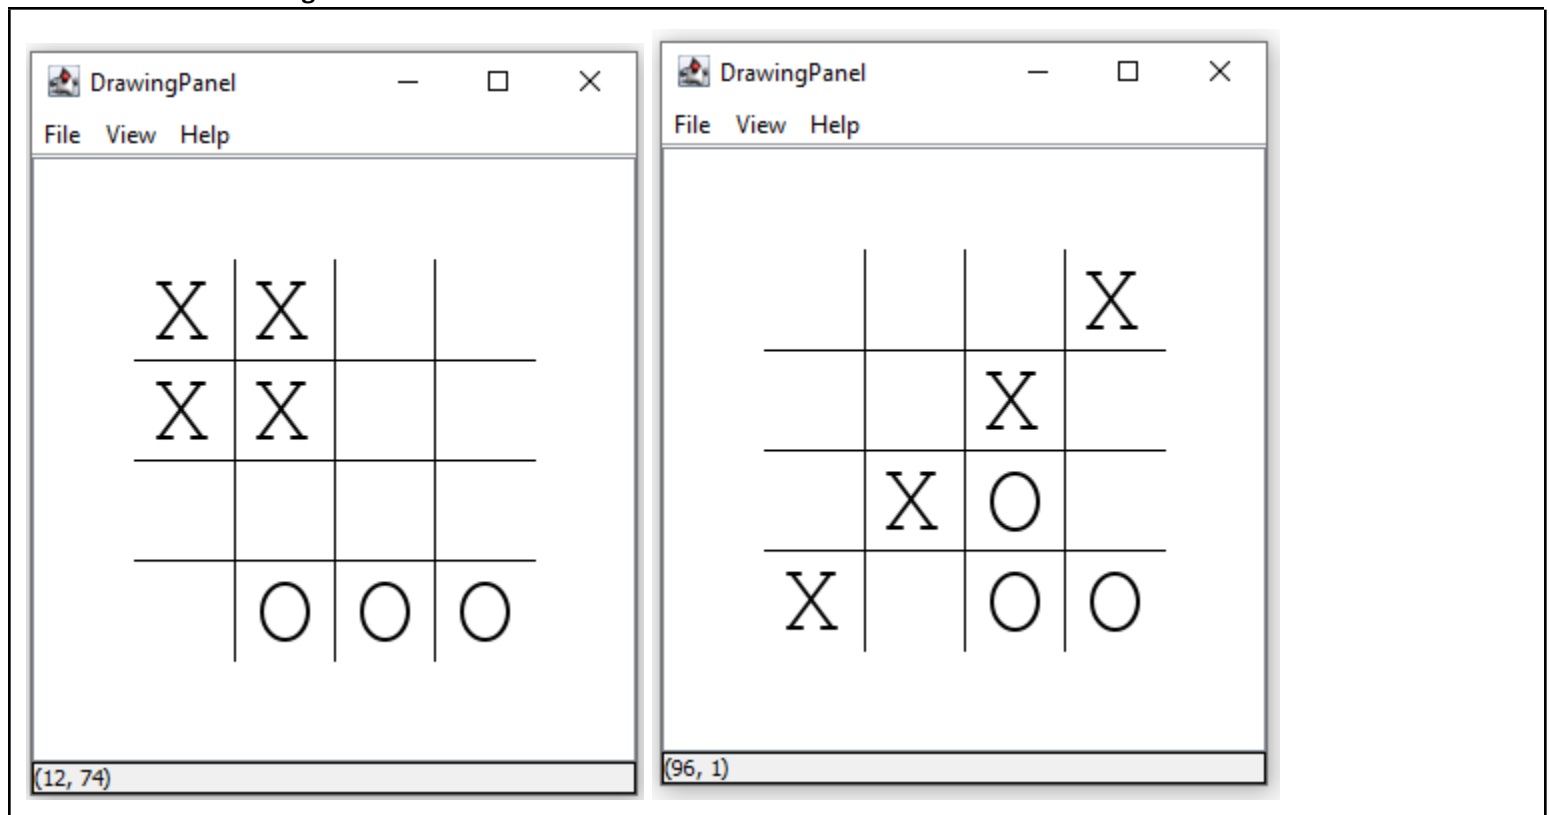 DrawingPanel
File View Help
X X
X X
O O O
(12, 74)
DrawingPanel
File View Help
X
X
X O
X O O
(96, 1)